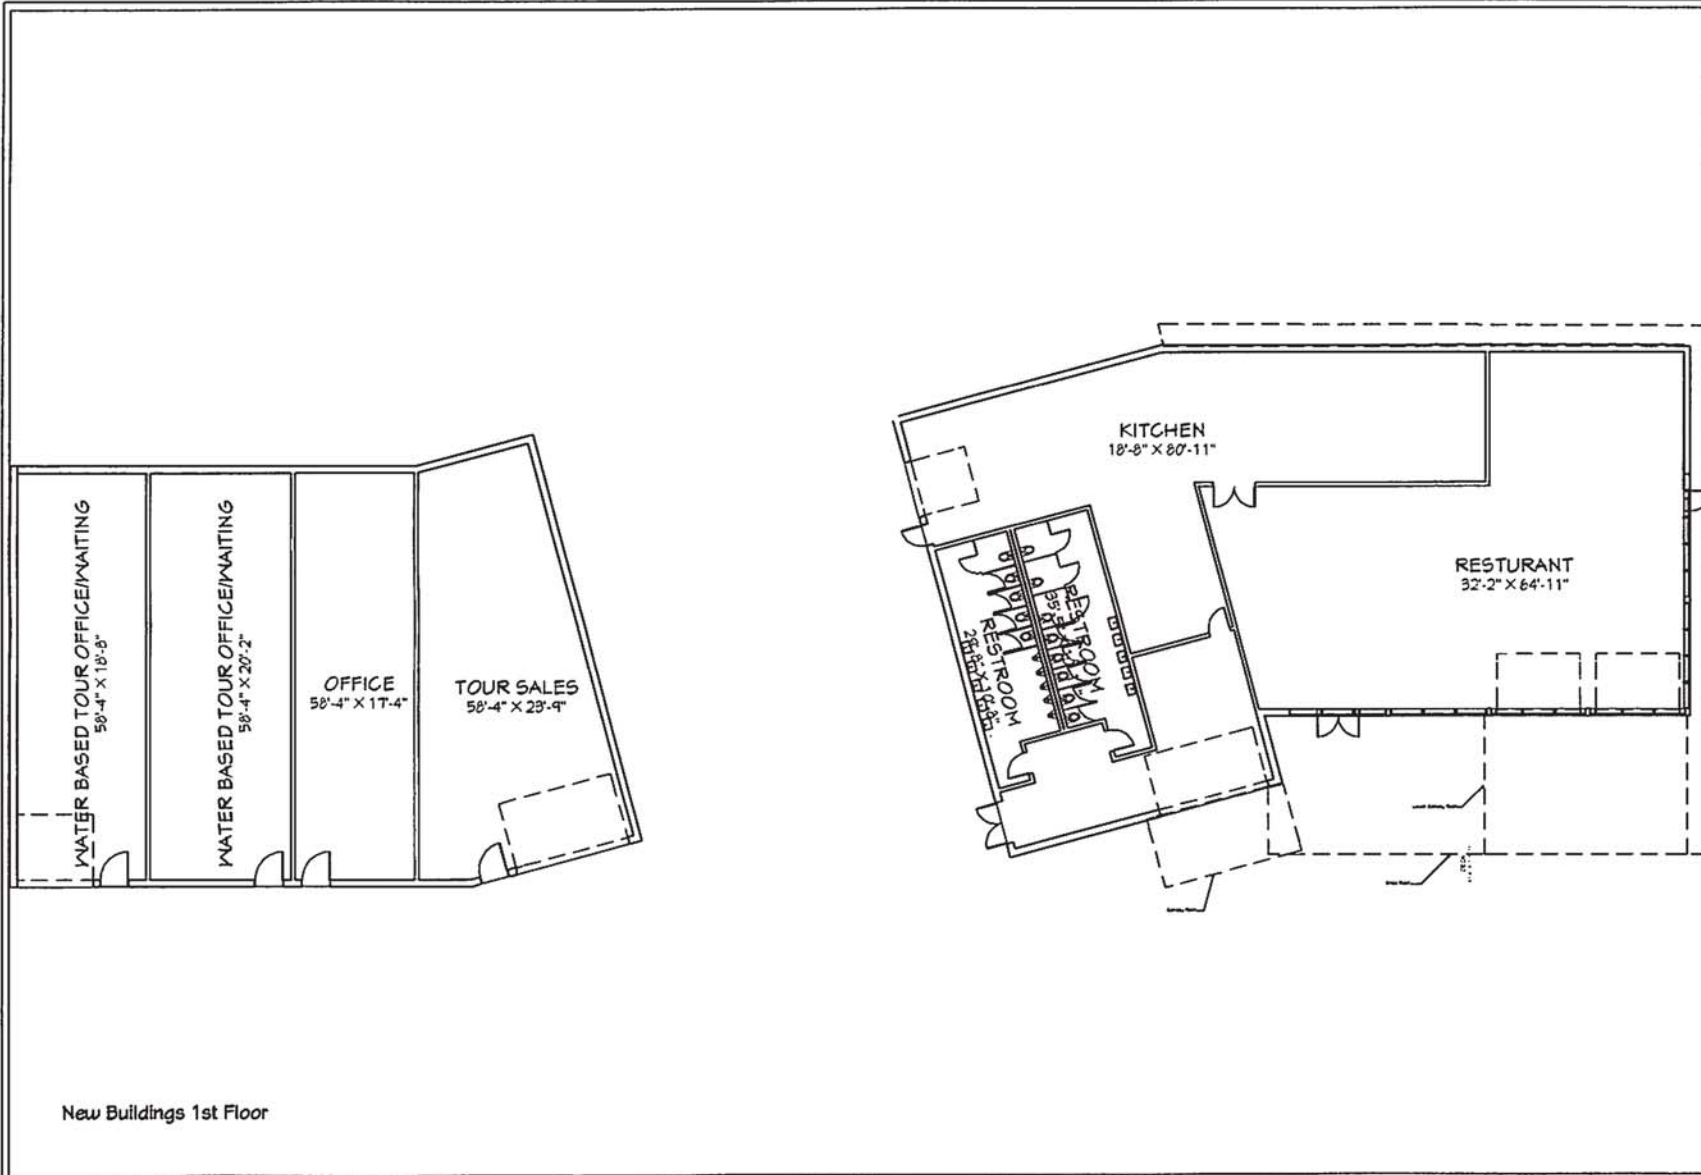 WATER BASED TOUR OFFICE/WAITING
58'-4" X 18'-8"
WATER BASED TOUR OFFICE/WAITING
58'-4" X 20'-2"
OFFICE
58'-4" X 17'-4"
TOUR SALES
58'-4" X 23'-9"
KITCHEN
18'-8" X 80'-11"
RESTURANT
32'-2" X 64'-11"
RESTROOM
RESTROOM
New Buildings 1st Floor